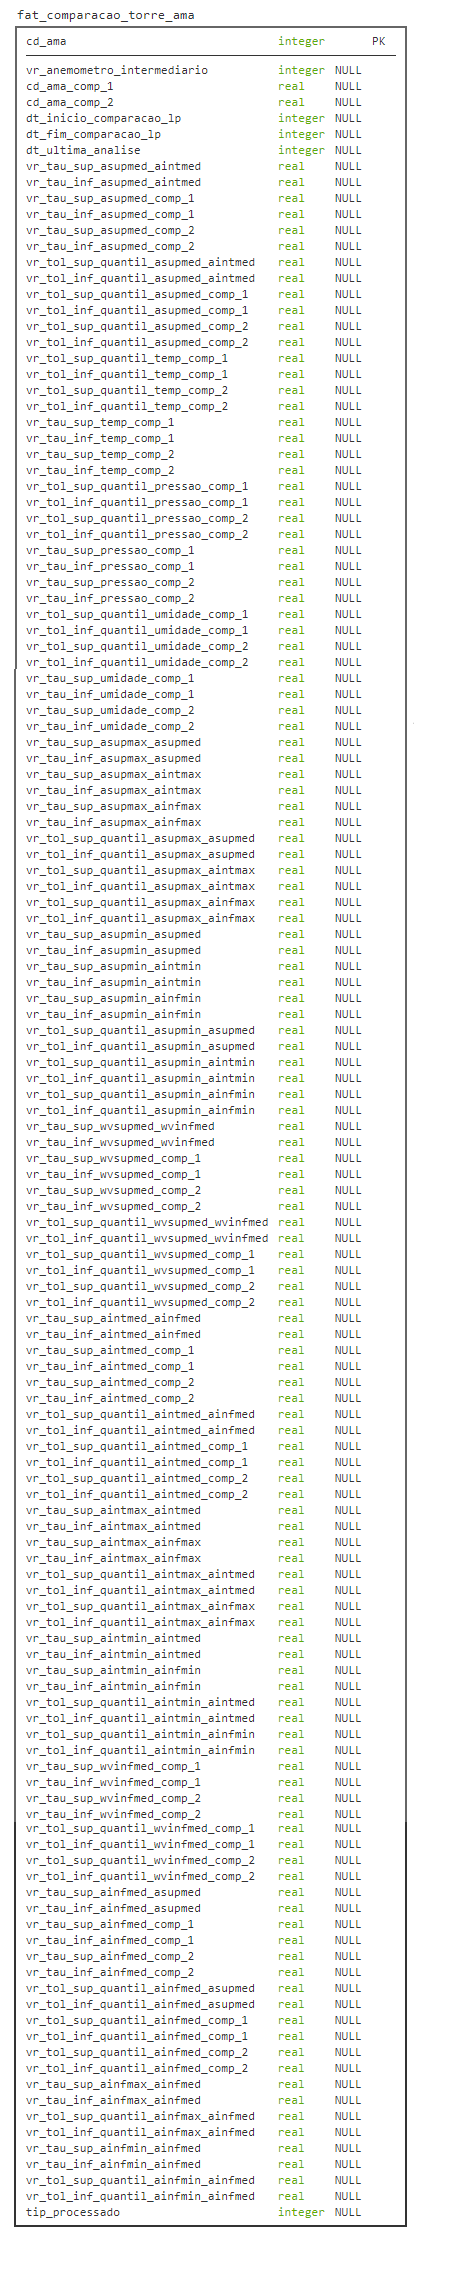 fat_comparacao_torre_ama
cd_ama integer PK
vr_anemometro_intermediario integer NULL
cd_ama_comp_1 real NULL
cd_ama_comp_2 real NULL
dt_inicio_comparacao_lp integer NULL
dt_fim_comparacao_lp integer NULL
dt_ultima_analise integer NULL
vr_tau_sup_asupmed_aintmed real NULL
vr_tau_inf_asupmed_aintmed real NULL
vr_tau_sup_asupmed_comp_1 real NULL
vr_tau_inf_asupmed_comp_1 real NULL
vr_tau_sup_asupmed_comp_2 real NULL
vr_tau_inf_asupmed_comp_2 real NULL
vr_tol_sup_quantil_asupmed_aintmed real NULL
vr_tol_inf_quantil_asupmed_aintmed real NULL
vr_tol_sup_quantil_asupmed_comp_1 real NULL
vr_tol_inf_quantil_asupmed_comp_1 real NULL
vr_tol_sup_quantil_asupmed_comp_2 real NULL
vr_tol_inf_quantil_asupmed_comp_2 real NULL
vr_tol_sup_quantil_temp_comp_1 real NULL
vr_tol_inf_quantil_temp_comp_1 real NULL
vr_tol_sup_quantil_temp_comp_2 real NULL
vr_tol_inf_quantil_temp_comp_2 real NULL
vr_tau_sup_temp_comp_1 real NULL
vr_tau_inf_temp_comp_1 real NULL
vr_tau_sup_temp_comp_2 real NULL
vr_tau_inf_temp_comp_2 real NULL
vr_tol_sup_quantil_pressao_comp_1 real NULL
vr_tol_inf_quantil_pressao_comp_1 real NULL
vr_tol_sup_quantil_pressao_comp_2 real NULL
vr_tol_inf_quantil_pressao_comp_2 real NULL
vr_tau_sup_pressao_comp_1 real NULL
vr_tau_inf_pressao_comp_1 real NULL
vr_tau_sup_pressao_comp_2 real NULL
vr_tau_inf_pressao_comp_2 real NULL
vr_tol_sup_quantil_umidade_comp_1 real NULL
vr_tol_inf_quantil_umidade_comp_1 real NULL
vr_tol_sup_quantil_umidade_comp_2 real NULL
vr_tol_inf_quantil_umidade_comp_2 real NULL
vr_tau_sup_umidade_comp_1 real NULL
vr_tau_inf_umidade_comp_1 real NULL
vr_tau_sup_umidade_comp_2 real NULL
vr_tau_inf_umidade_comp_2 real NULL
vr_tau_sup_asupmax_asupmed real NULL
vr_tau_inf_asupmax_asupmed real NULL
vr_tau_sup_asupmax_aintmax real NULL
vr_tau_inf_asupmax_aintmax real NULL
vr_tau_sup_asupmax_ainfmax real NULL
vr_tau_inf_asupmax_ainfmax real NULL
vr_tol_sup_quantil_asupmax_asupmed real NULL
vr_tol_inf_quantil_asupmax_asupmed real NULL
vr_tol_sup_quantil_asupmax_aintmax real NULL
vr_tol_inf_quantil_asupmax_aintmax real NULL
vr_tol_sup_quantil_asupmax_ainfmax real NULL
vr_tol_inf_quantil_asupmax_ainfmax real NULL
vr_tau_sup_asupmin_asupmed real NULL
vr_tau_inf_asupmin_asupmed real NULL
vr_tau_sup_asupmin_aintmin real NULL
vr_tau_inf_asupmin_aintmin real NULL
vr_tau_sup_asupmin_ainfmin real NULL
vr_tau_inf_asupmin_ainfmin real NULL
vr_tol_sup_quantil_asupmin_asupmed real NULL
vr_tol_inf_quantil_asupmin_asupmed real NULL
vr_tol_sup_quantil_asupmin_aintmin real NULL
vr_tol_inf_quantil_asupmin_aintmin real NULL
vr_tol_sup_quantil_asupmin_ainfmin real NULL
vr_tol_inf_quantil_asupmin_ainfmin real NULL
vr_tau_sup_wvsupmed_wvinfmed real NULL
vr_tau_inf_wvsupmed_wvinfmed real NULL
vr_tau_sup_wvsupmed_comp_1 real NULL
vr_tau_inf_wvsupmed_comp_1 real NULL
vr_tau_sup_wvsupmed_comp_2 real NULL
vr_tau_inf_wvsupmed_comp_2 real NULL
vr_tol_sup_quantil_wvsupmed_wvinfmed real NULL
vr_tol_inf_quantil_wvsupmed_wvinfmed real NULL
vr_tol_sup_quantil_wvsupmed_comp_1 real NULL
vr_tol_inf_quantil_wvsupmed_comp_1 real NULL
vr_tol_sup_quantil_wvsupmed_comp_2 real NULL
vr_tol_inf_quantil_wvsupmed_comp_2 real NULL
vr_tau_sup_aintmed_ainfmed real NULL
vr_tau_inf_aintmed_ainfmed real NULL
vr_tau_sup_aintmed_comp_1 real NULL
vr_tau_inf_aintmed_comp_1 real NULL
vr_tau_sup_aintmed_comp_2 real NULL
vr_tau_inf_aintmed_comp_2 real NULL
vr_tol_sup_quantil_aintmed_ainfmed real NULL
vr_tol_inf_quantil_aintmed_ainfmed real NULL
vr_tol_sup_quantil_aintmed_comp_1 real NULL
vr_tol_inf_quantil_aintmed_comp_1 real NULL
vr_tol_sup_quantil_aintmed_comp_2 real NULL
vr_tol_inf_quantil_aintmed_comp_2 real NULL
vr_tau_sup_aintmax_aintmed real NULL
vr_tau_inf_aintmax_aintmed real NULL
vr_tau_sup_aintmax_ainfmax real NULL
vr_tau_inf_aintmax_ainfmax real NULL
vr_tol_sup_quantil_aintmax_aintmed real NULL
vr_tol_inf_quantil_aintmax_aintmed real NULL
vr_tol_sup_quantil_aintmax_ainfmax real NULL
vr_tol_inf_quantil_aintmax_ainfmax real NULL
vr_tau_sup_aintmin_aintmed real NULL
vr_tau_inf_aintmin_aintmed real NULL
vr_tau_sup_aintmin_ainfmin real NULL
vr_tau_inf_aintmin_ainfmin real NULL
vr_tol_sup_quantil_aintmin_aintmed real NULL
vr_tol_inf_quantil_aintmin_aintmed real NULL
vr_tol_sup_quantil_aintmin_ainfmin real NULL
vr_tol_inf_quantil_aintmin_ainfmin real NULL
vr_tau_sup_wvinfmed_comp_1 real NULL
vr_tau_inf_wvinfmed_comp_1 real NULL
vr_tau_sup_wvinfmed_comp_2 real NULL
vr_tau_inf_wvinfmed_comp_2 real NULL
vr_tol_sup_quantil_wvinfmed_comp_1 real NULL
vr_tol_inf_quantil_wvinfmed_comp_1 real NULL
vr_tol_sup_quantil_wvinfmed_comp_2 real NULL
vr_tol_inf_quantil_wvinfmed_comp_2 real NULL
vr_tau_sup_ainfmed_asupmed real NULL
vr_tau_inf_ainfmed_asupmed real NULL
vr_tau_sup_ainfmed_comp_1 real NULL
vr_tau_inf_ainfmed_comp_1 real NULL
vr_tau_sup_ainfmed_comp_2 real NULL
vr_tau_inf_ainfmed_comp_2 real NULL
vr_tol_sup_quantil_ainfmed_asupmed real NULL
vr_tol_inf_quantil_ainfmed_asupmed real NULL
vr_tol_sup_quantil_ainfmed_comp_1 real NULL
vr_tol_inf_quantil_ainfmed_comp_1 real NULL
vr_tol_sup_quantil_ainfmed_comp_2 real NULL
vr_tol_inf_quantil_ainfmed_comp_2 real NULL
vr_tau_sup_ainfmax_ainfmed real NULL
vr_tau_inf_ainfmax_ainfmed real NULL
vr_tol_sup_quantil_ainfmax_ainfmed real NULL
vr_tol_inf_quantil_ainfmax_ainfmed real NULL
vr_tau_sup_ainfmin_ainfmed real NULL
vr_tau_inf_ainfmin_ainfmed real NULL
vr_tol_sup_quantil_ainfmin_ainfmed real NULL
vr_tol_inf_quantil_ainfmin_ainfmed real NULL
tip_processado integer NULL